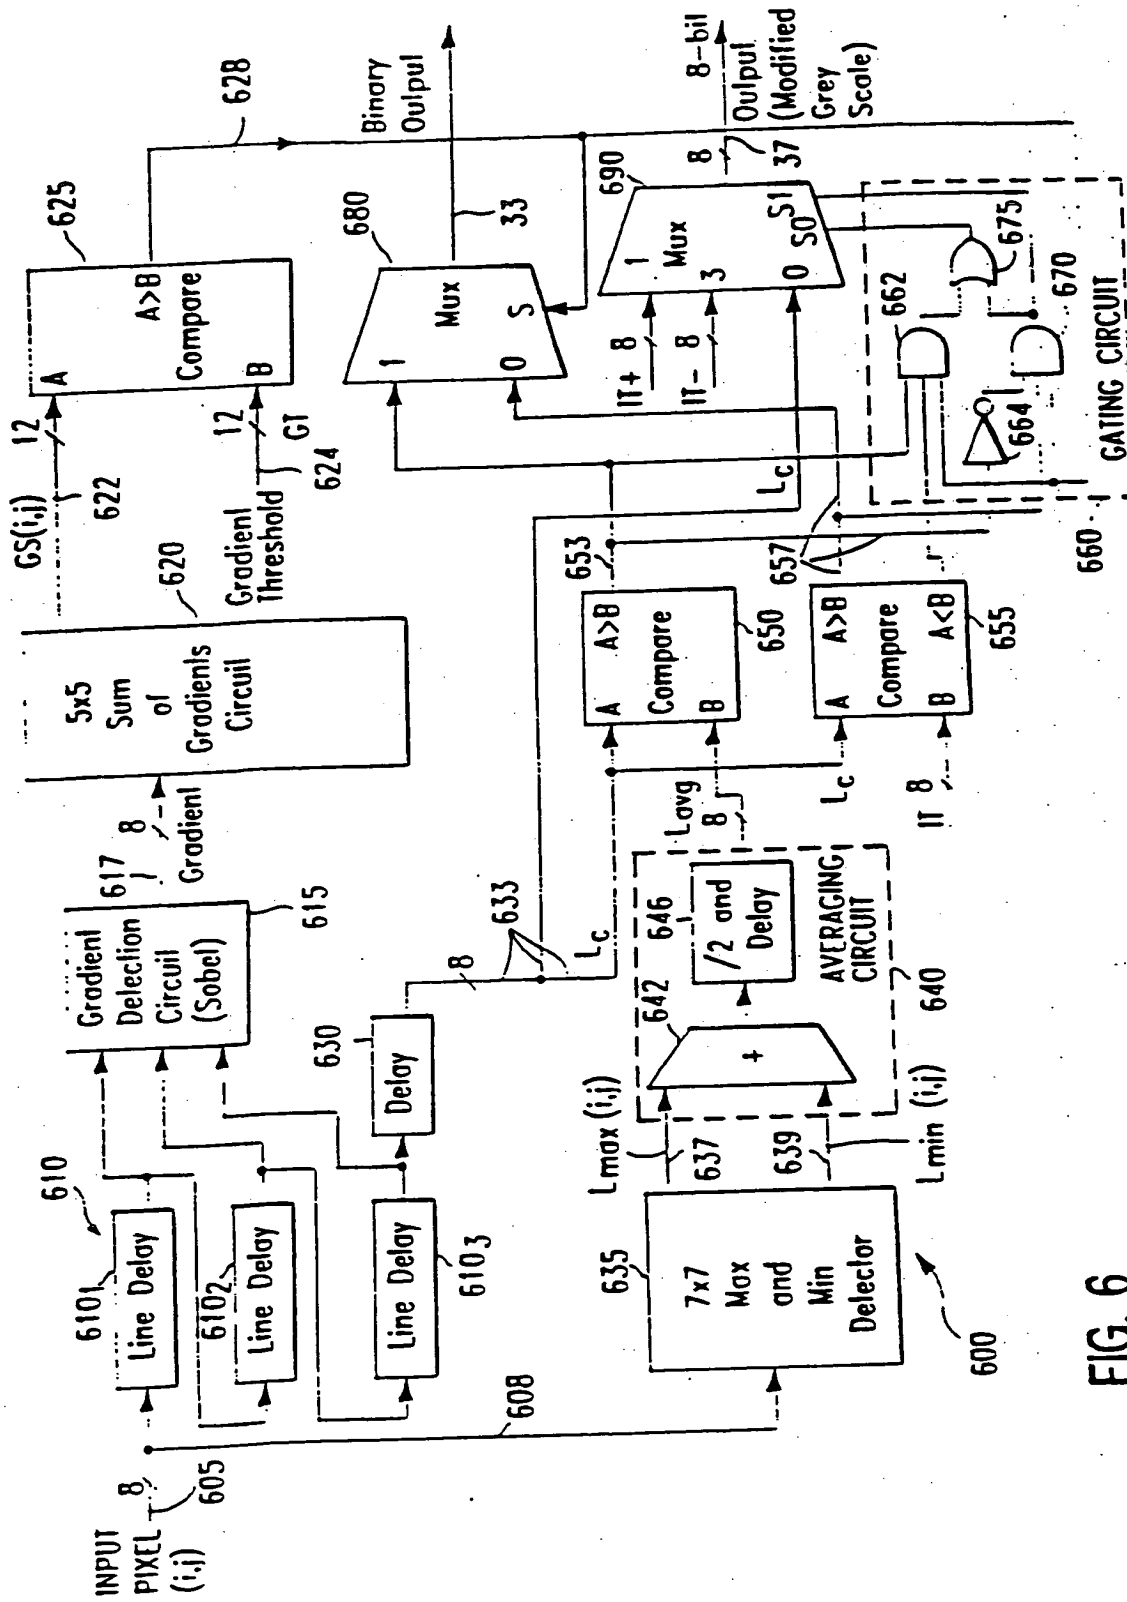 INPUT
PIXEL
(i,j)
8
605
608
610
610₁
Line Delay
610₂
Line Delay
610₃
Line Delay
Gradient
Detection
Circuit
(Sobel)
615
617
8
Gradient
5x5
Sum
of
Gradients
Circuit
620
GS(i,j)
12
622
Gradient
Threshold
12
GT
624
A
A>B
Compare
B
625
628
630
Delay
8
633
Lc
635
7x7
Max
and
Min
Detector
600
Lmax (i,j)
637
639
Lmin (i,j)
642
+
646
/2 and
Delay
AVERAGING
CIRCUIT
640
Lavg
8
A
A>B
Compare
B
650
653
Lc
IT
8
A
A>B
Compare
B
A<B
655
657
Lc
1
Mux
0
S
680
33
Binary
Output
IT+
8
IT-
8
1
Mux
3
0
S0
S1
690
8
37
8-bit
Output
(Modified
Grey
Scale)
662
664
670
675
GATING CIRCUIT
660
FIG. 6